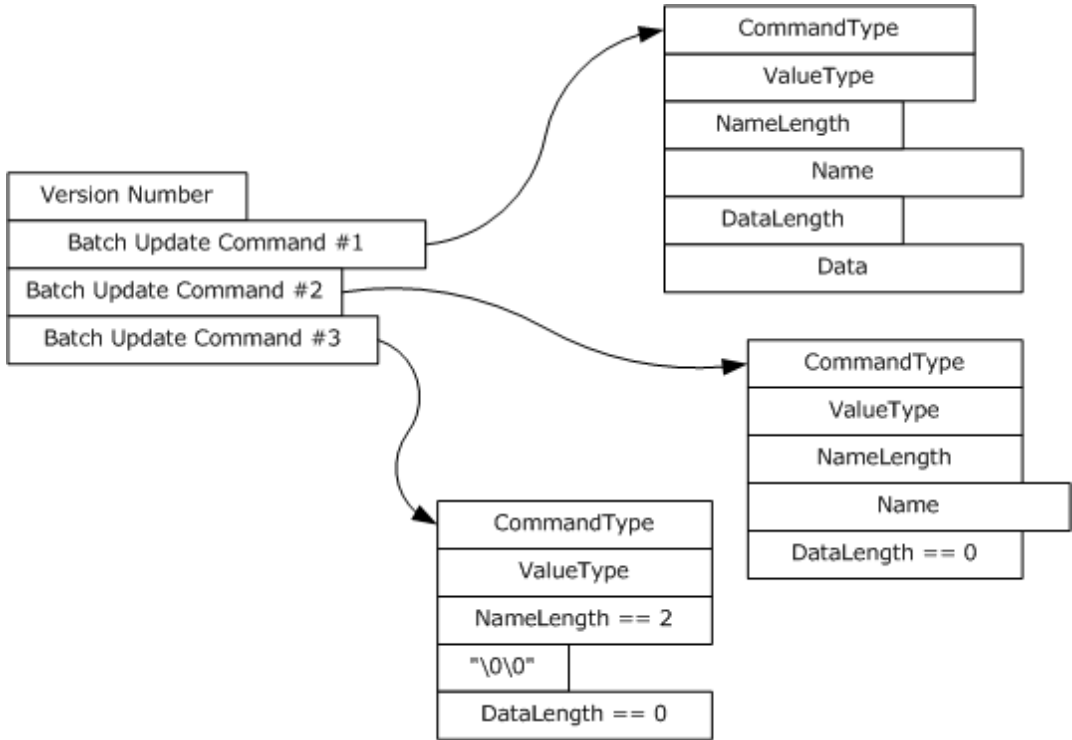 Version Number
Batch Update Command #1
Batch Update Command #2
Batch Update Command #3
CommandType
ValueType
NameLength
Name
DataLength
Data
CommandType
ValueType
NameLength
Name
DataLength == 0
CommandType
ValueType
NameLength == 2
"\0\0"
DataLength == 0